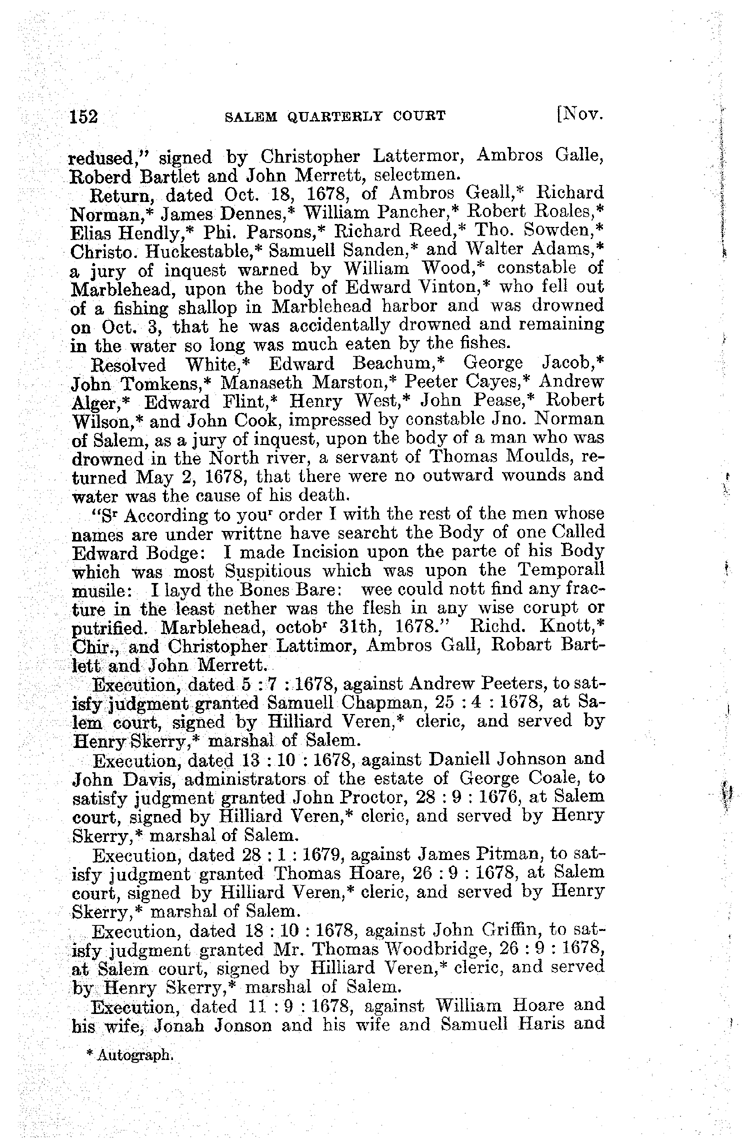 152 SALEM QUARTERLY COURT [Nov.
redused,” signed by Christopher Lattermor, Ambros Galle,
Roberd Bartlet and John Merrett, selectmen.
Return, dated Oct. 18, 1678, of Ambros Geall,* Richard
Norman,* James Dennes,* William Pancher,* Robert Roales,*
Elias Hendly,* Phi. Parsons,* Richard Reed,* Tho. Sowden,*
Christo. Huckestable,* Samuell Sanden,* and Walter Adams,*
a jury of inquest warned by William Wood,* constable of
Marblehead, upon the body of Edward Vinton,* who fell out
of a fishing shallop in Marblehead harbor and was drowned
on Oct. 3, that he was accidentally drowned and remaining
in the water so long was much eaten by the fishes.
Resolved White,* Edward Beachum,* George Jacob,*
John Tomkens,* Manaseth Marston,* Peeter Cayes,* Andrew
Alger,* Edward Flint,* Henry West,* John Pease,* Robert
Wilson,* and John Cook, impressed by constable Jno. Norman
of Salem, as a jury of inquest, upon the body of a man who was
drowned in the North river, a servant of Thomas Moulds, re-
turned May 2, 1678, that there were no outward wounds and
water was the cause of his death.
“Sʳ According to youʳ order I with the rest of the men whose
names are under writtne have searcht the Body of one Called
Edward Bodge: I made Incision upon the parte of his Body
which was most Suspitious which was upon the Temporall
musile: I layd the Bones Bare: wee could nott find any frac-
ture in the least nether was the flesh in any wise corupt or
putrified. Marblehead, octobʳ 31th, 1678.” Richd. Knott,*
Chir., and Christopher Lattimor, Ambros Gall, Robart Bart-
lett and John Merrett.
Execution, dated 5 : 7 : 1678, against Andrew Peeters, to sat-
isfy judgment granted Samuell Chapman, 25 : 4 : 1678, at Sa-
lem court, signed by Hilliard Veren,* cleric, and served by
Henry Skerry,* marshal of Salem.
Execution, dated 13 : 10 : 1678, against Daniell Johnson and
John Davis, administrators of the estate of George Coale, to
satisfy judgment granted John Proctor, 28 : 9 : 1676, at Salem
court, signed by Hilliard Veren,* cleric, and served by Henry
Skerry,* marshal of Salem.
Execution, dated 28 : 1 : 1679, against James Pitman, to sat-
isfy judgment granted Thomas Hoare, 26 : 9 : 1678, at Salem
court, signed by Hilliard Veren,* cleric, and served by Henry
Skerry,* marshal of Salem.
Execution, dated 18 : 10 : 1678, against John Griffin, to sat-
isfy judgment granted Mr. Thomas Woodbridge, 26 : 9 : 1678,
at Salem court, signed by Hilliard Veren,* cleric, and served
by Henry Skerry,* marshal of Salem.
Execution, dated 11 : 9 : 1678, against William Hoare and
his wife, Jonah Jonson and his wife and Samuell Haris and
* Autograph.